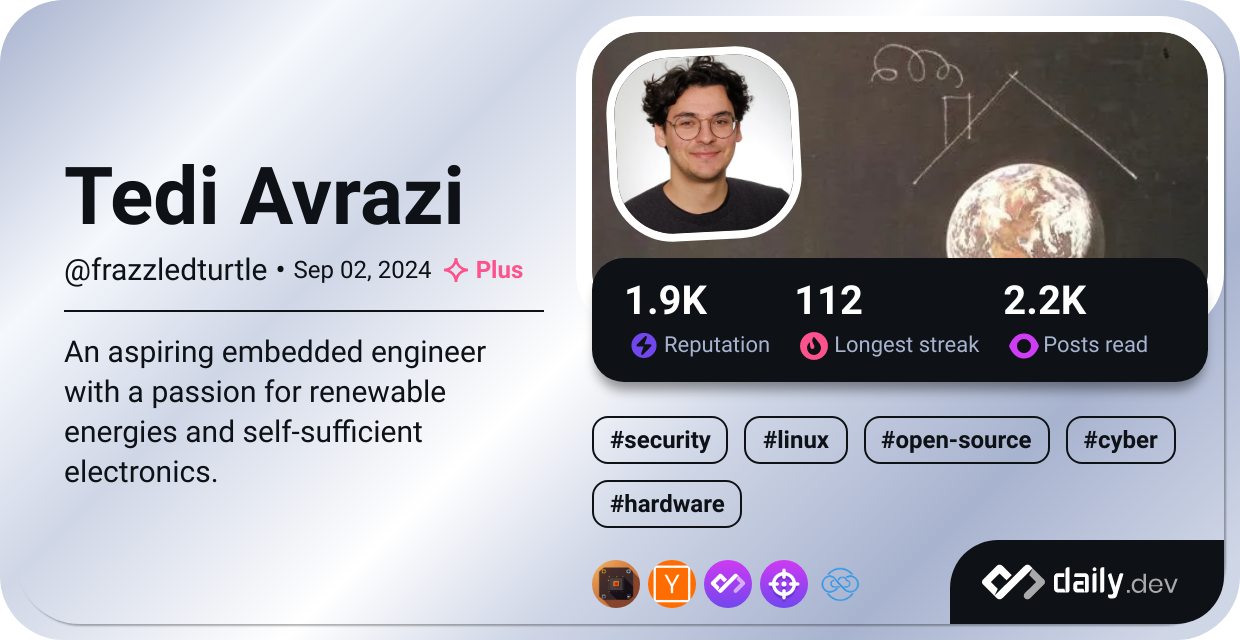 Tedi Avrazi
@frazzledturtle • Sep 02, 2024 Plus
An aspiring embedded engineer
with a passion for renewable
energies and self-sufficient
electronics.
1.9K 112 2.2K
Reputation Longest streak Posts read
#security #linux #open-source #cyber
#hardware
Y
daily.dev